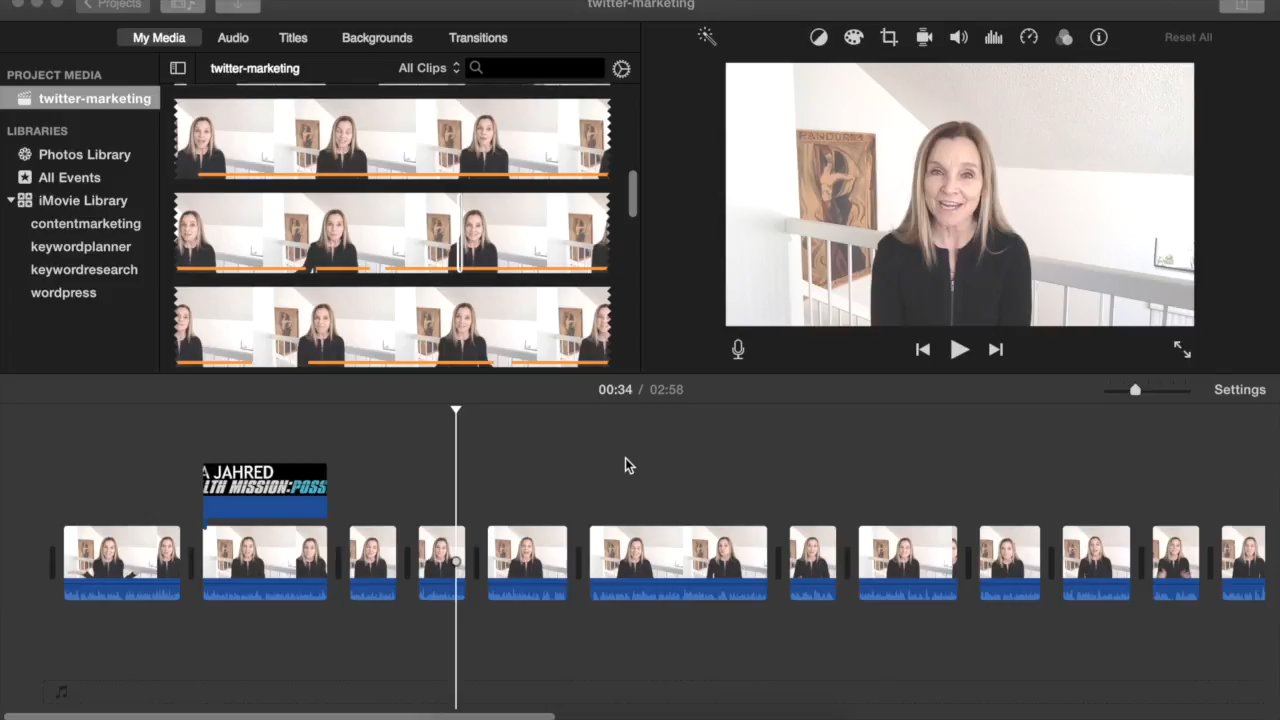 Projects
twitter-marketing
My Media Audio Titles Backgrounds Transitions
Reset All
PROJECT MEDIA
twitter-marketing
All Clips
twitter-marketing
LIBRARIES
Photos Library
All Events
iMovie Library
contentmarketing
keywordplanner
keywordresearch
wordpress
PANDORA
00:34 / 02:58
Settings
A JAHRED
LTH MISSION:POSS